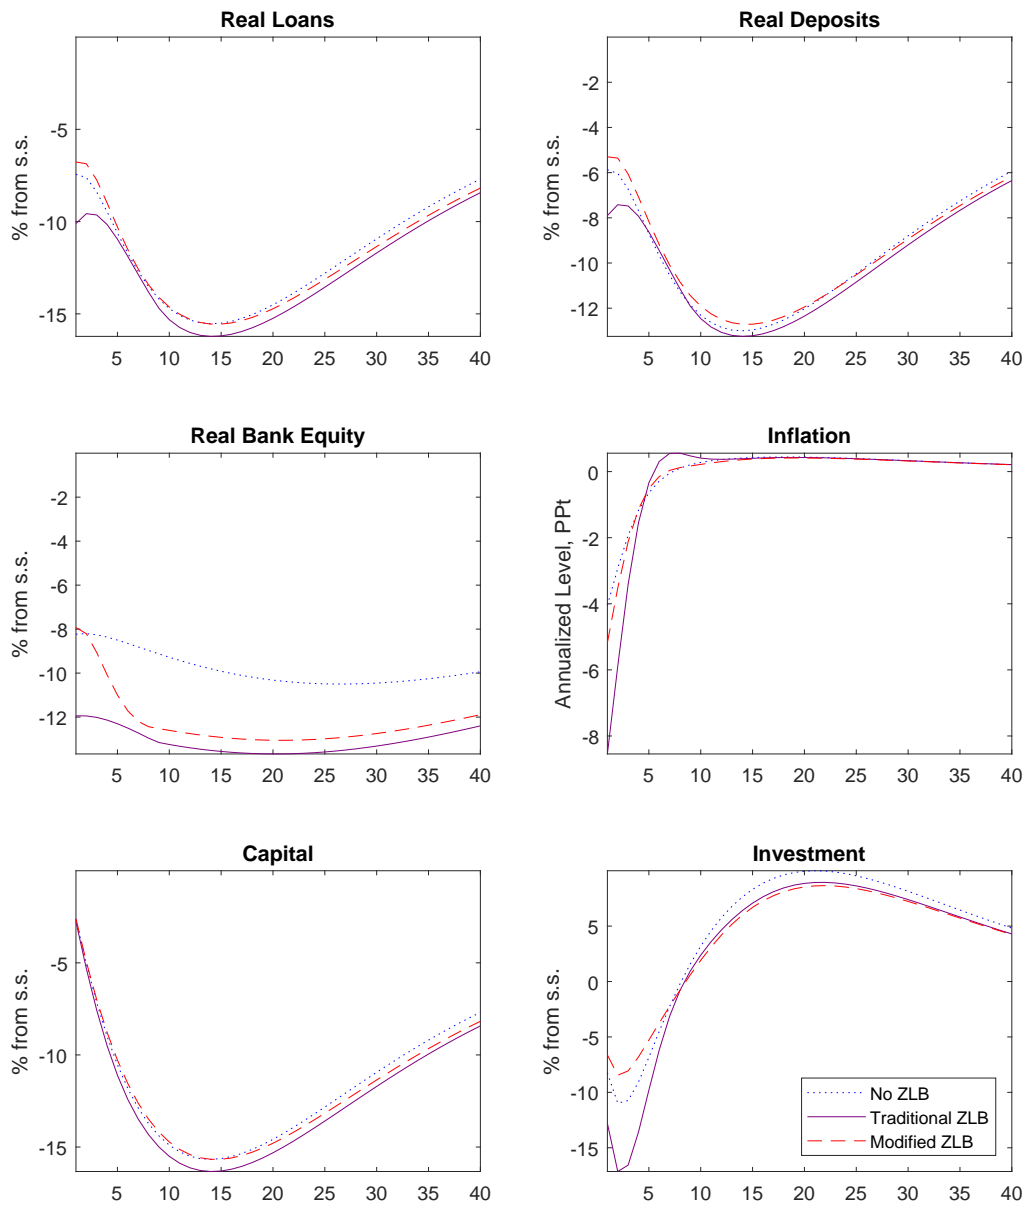 Real Loans
% from s.s.
-5
-10
-15
5 10 15 20 25 30 35 40
Real Deposits
% from s.s.
-2
-4
-6
-8
-10
-12
5 10 15 20 25 30 35 40
Real Bank Equity
% from s.s.
-2
-4
-6
-8
-10
-12
5 10 15 20 25 30 35 40
Inflation
Annualized Level, PPt
0
-2
-4
-6
-8
5 10 15 20 25 30 35 40
Capital
% from s.s.
-5
-10
-15
5 10 15 20 25 30 35 40
Investment
% from s.s.
5
0
-5
-10
-15
5 10 15 20 25 30 35 40
No ZLB
Traditional ZLB
Modified ZLB